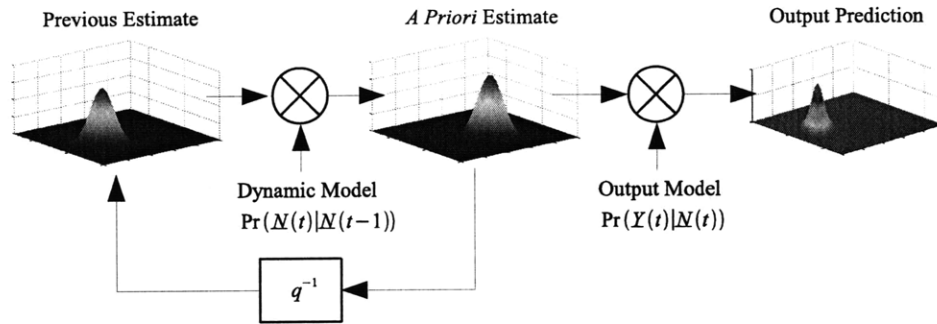 Previous Estimate
A Priori Estimate
Output Prediction
Dynamic Model
Pr(N(t)|N(t−1))
Output Model
Pr(Y(t)|N(t))
q⁻¹